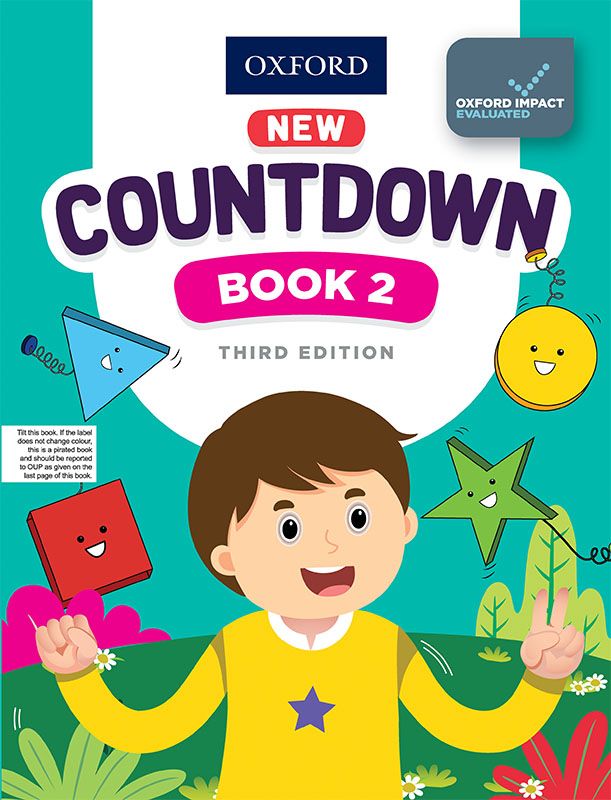 OXFORD
OXFORD IMPACT
EVALUATED
NEW
COUNTDOWN
BOOK 2
THIRD EDITION
Tilt this book. If the label
does not change colour,
this is a pirated book
and should be reported
to OUP as given on the
last page of this book.